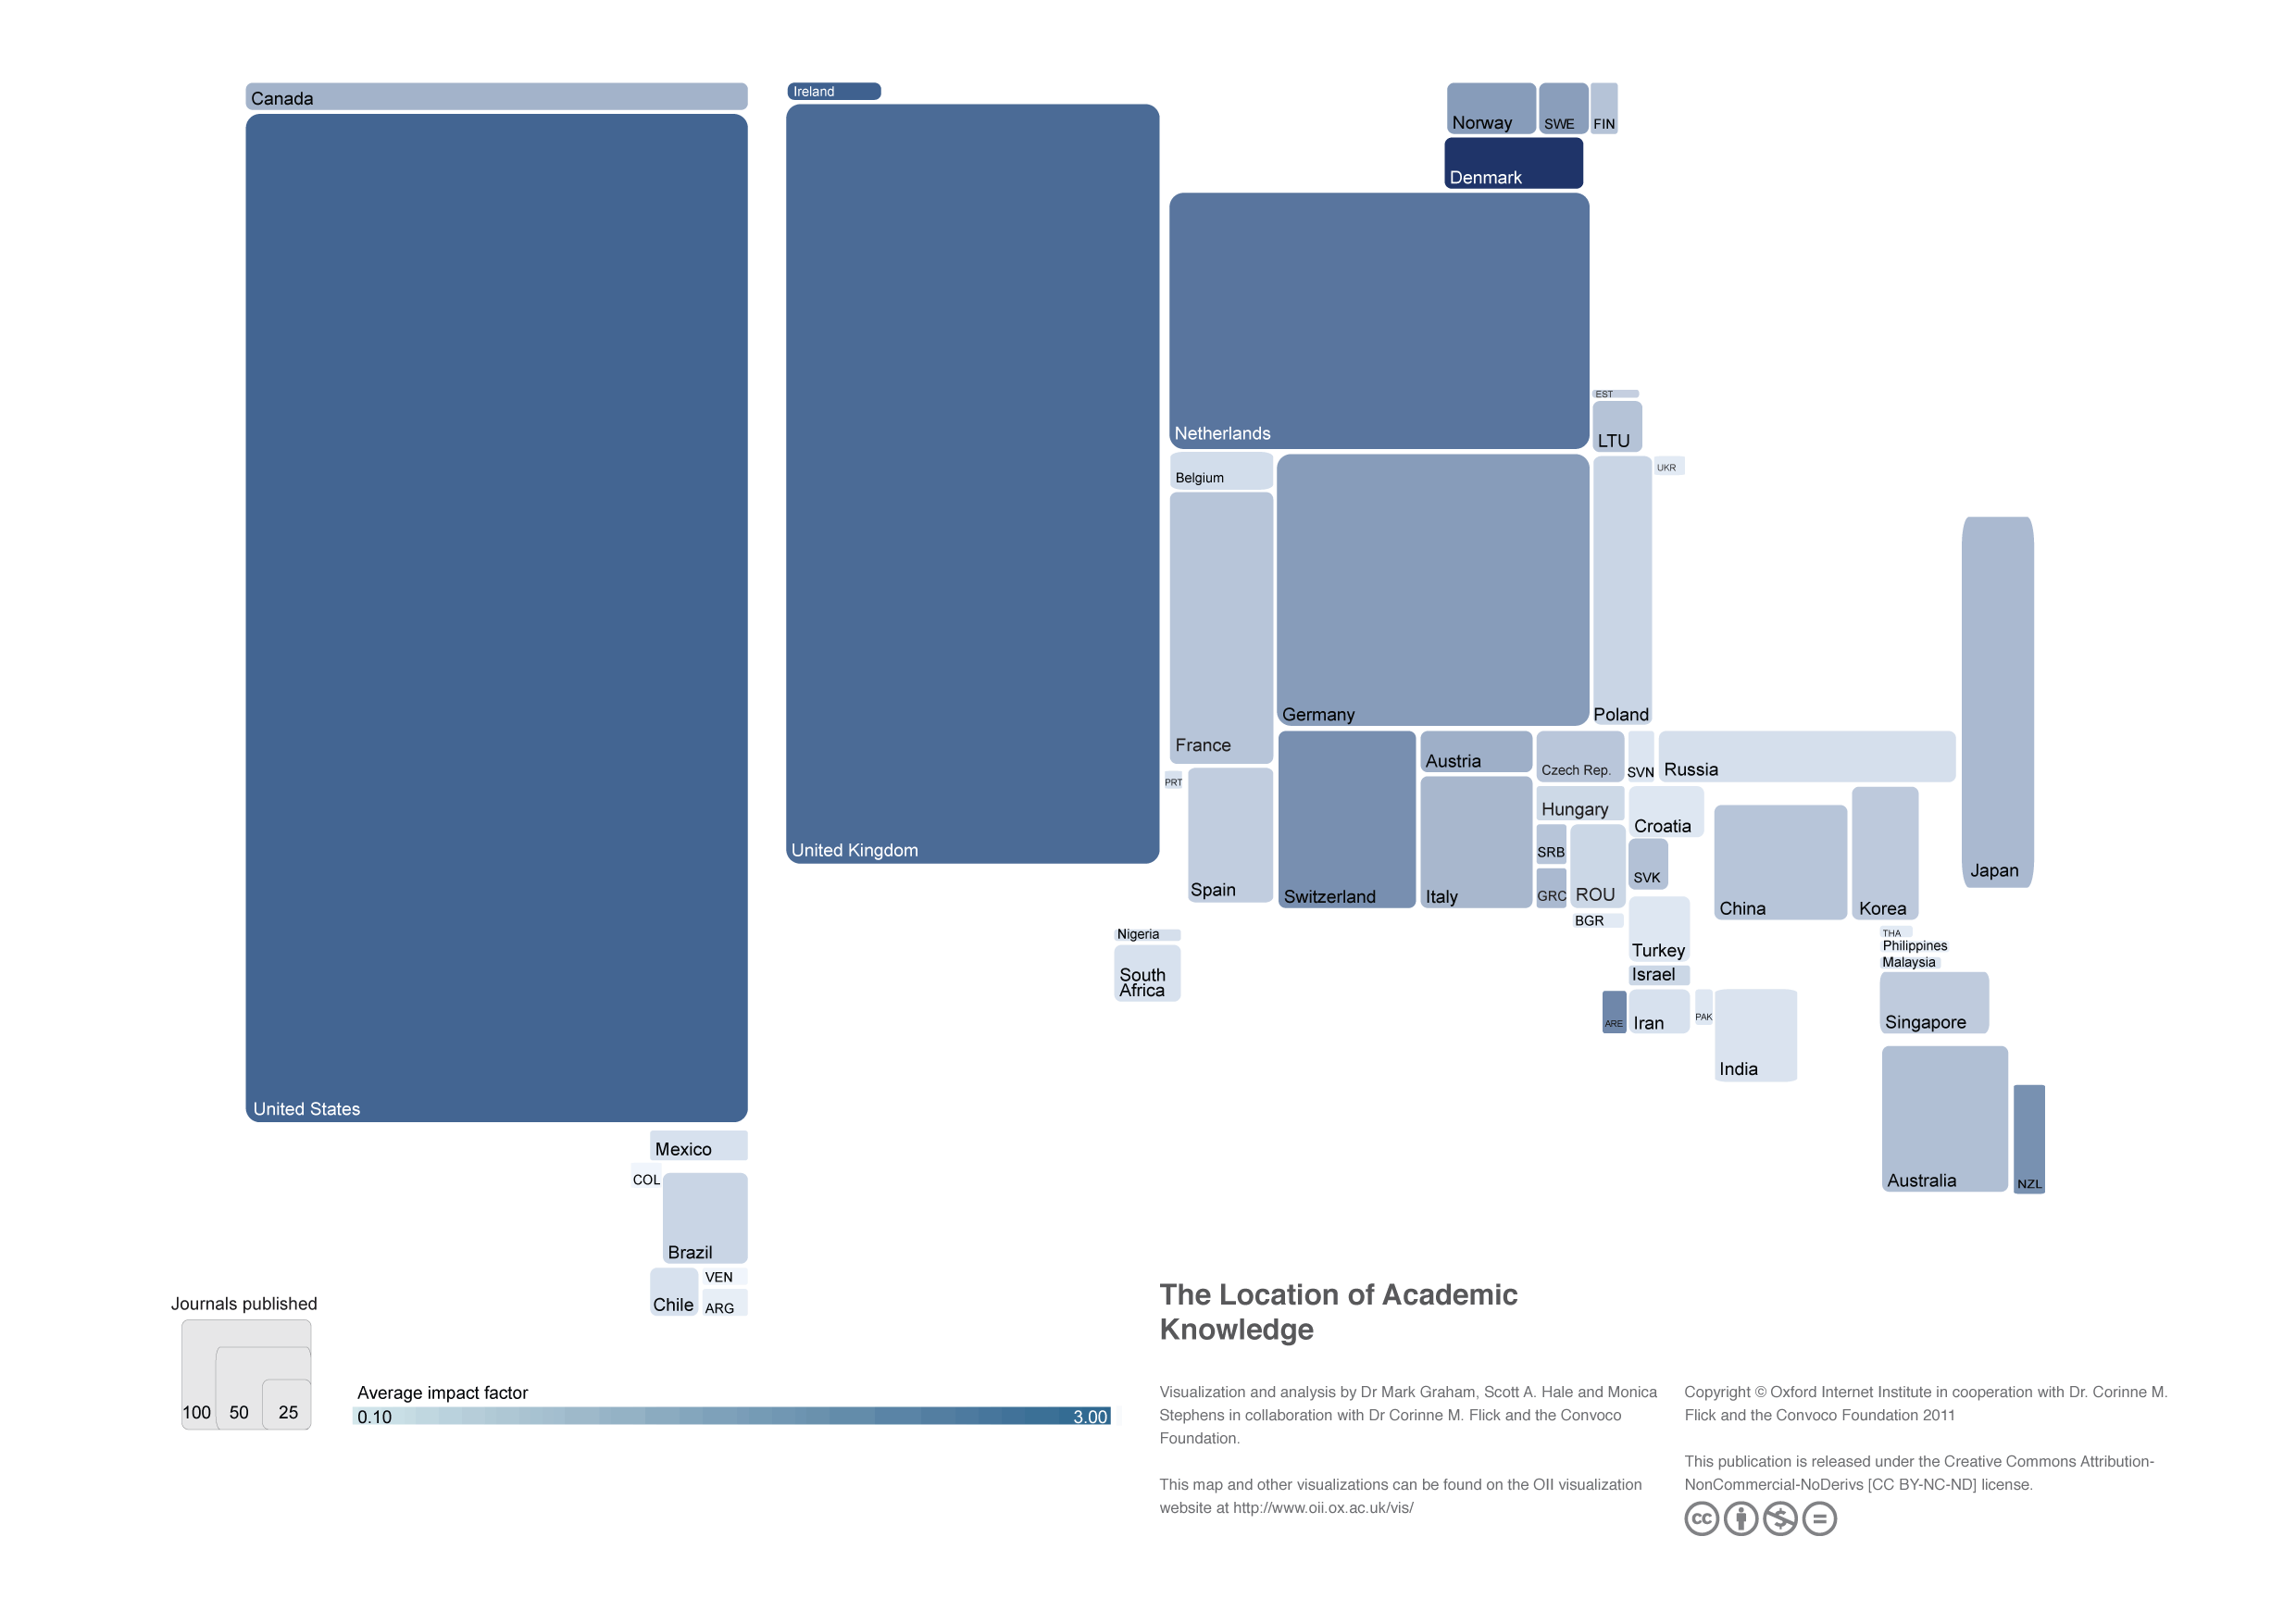 Canada
United States
Mexico
COL
Brazil
VEN
Chile
ARG
Ireland
United Kingdom
Norway
SWE
FIN
Denmark
Netherlands
EST
LTU
Belgium
UKR
Germany
Poland
France
PRT
Spain
Switzerland
Austria
Italy
Czech Rep.
SVN
Russia
Hungary
Croatia
SRB
SVK
GRC
ROU
BGR
Turkey
Israel
ARE
Iran
PAK
India
China
Korea
Japan
THA
Philippines
Malaysia
Singapore
Australia
NZL
Nigeria
South
Africa
Journals published
100
50
25
Average impact factor
0.10
3.00
The Location of Academic
Knowledge
Visualization and analysis by Dr Mark Graham, Scott A. Hale and Monica
Stephens in collaboration with Dr Corinne M. Flick and the Convoco
Foundation.
This map and other visualizations can be found on the OII visualization
website at http://www.oii.ox.ac.uk/vis/
Copyright © Oxford Internet Institute in cooperation with Dr. Corinne M.
Flick and the Convoco Foundation 2011
This publication is released under the Creative Commons Attribution-
NonCommercial-NoDerivs [CC BY-NC-ND] license.
cc